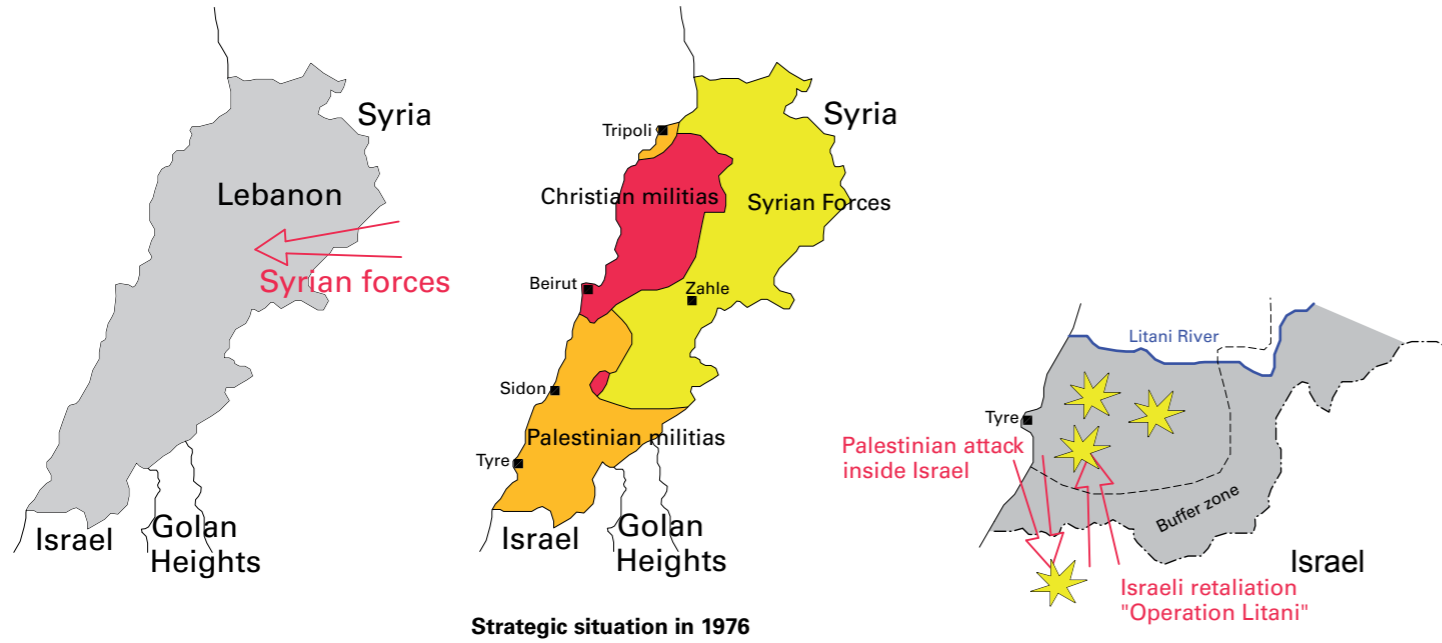 Syria
Lebanon
Syrian forces
Israel
Golan
Heights
Syria
Tripoli
Christian militias
Syrian Forces
Beirut
Zahle
Sidon
Palestinian militias
Tyre
Israel
Golan
Heights
Strategic situation in 1976
Litani River
Tyre
Palestinian attack
inside Israel
Buffer zone
Israel
Israeli retaliation
"Operation Litani"